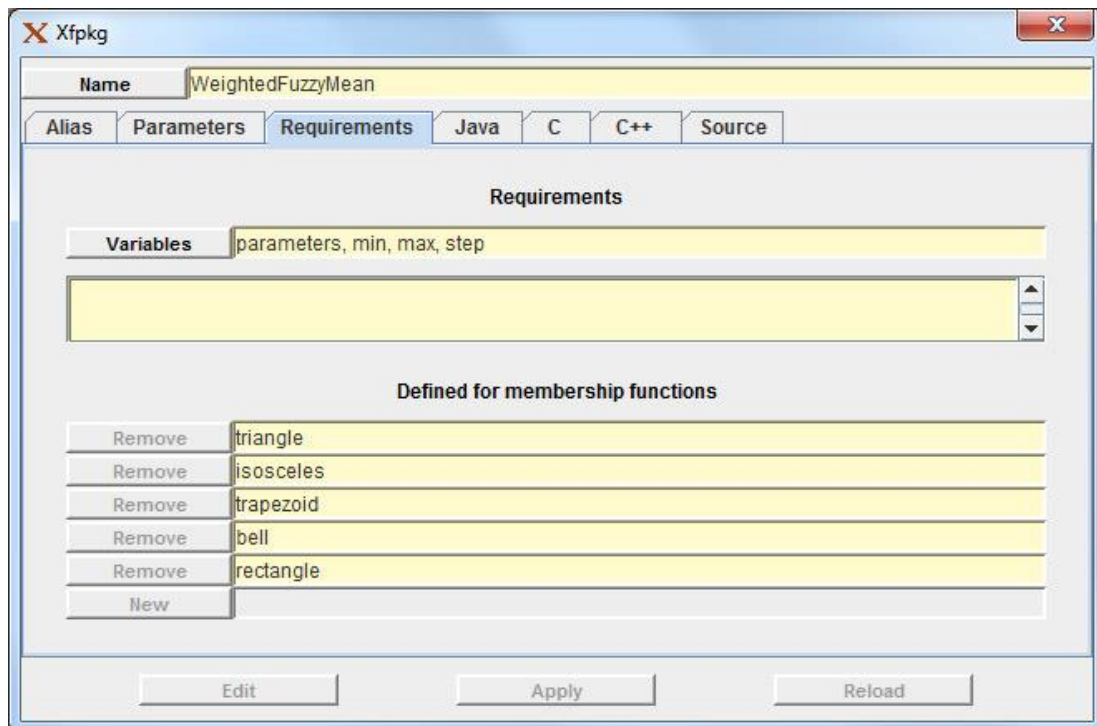 Xfpkg
Name WeightedFuzzyMean
Alias Parameters Requirements Java C C++ Source
Requirements
Variables parameters, min, max, step
Defined for membership functions
Remove triangle
Remove isosceles
Remove trapezoid
Remove bell
Remove rectangle
New
Edit Apply Reload